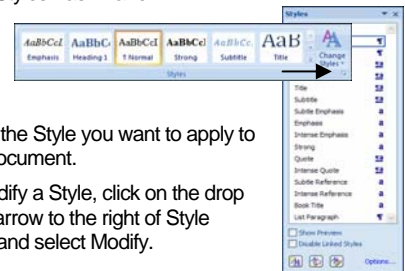 Styles
AaBbCcI AaBbC AaBbCcI AaBbCcI AaBbCc. AaB
Emphasis Heading 1 ¶ Normal Strong Subtitle Title Change Styles
Styles
Title
Subtitle
Subtle Emphasis
Emphasis
Intense Emphasis
Strong
Quote
Intense Quote
Subtle Reference
Intense Reference
Book Title
List Paragraph
Show Preview
Disable Linked Styles
Options...
the Style you want to apply to
ocument.
dify a Style, click on the drop
arrow to the right of Style
and select Modify.